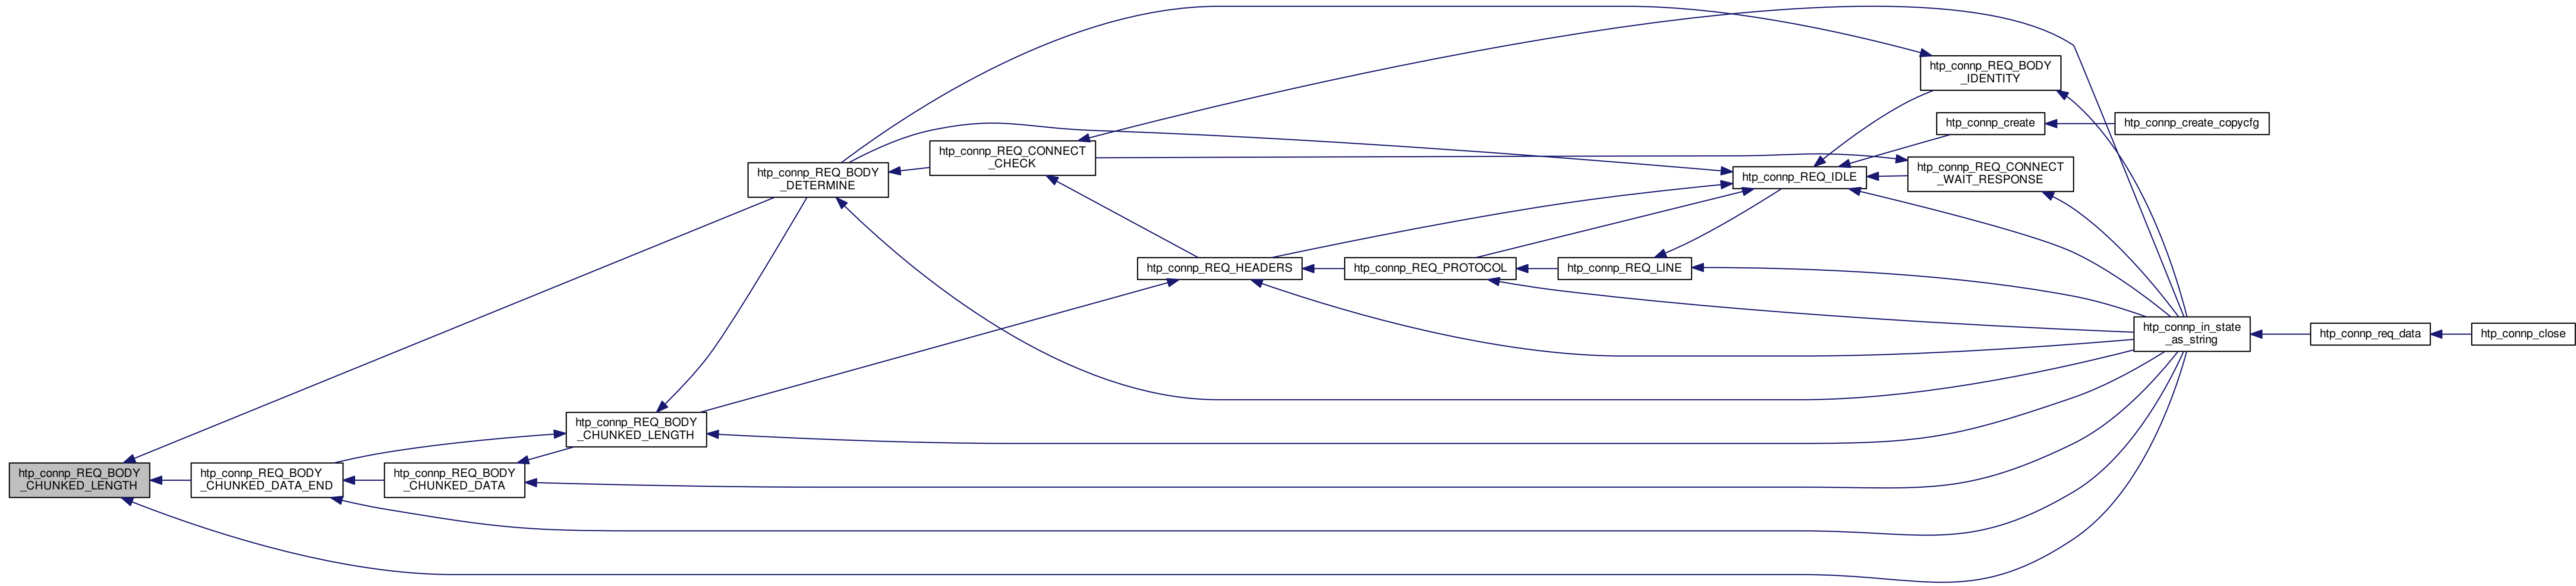 htp_connp_REQ_BODY
_IDENTITY
htp_connp_create
htp_connp_create_copycfg
htp_connp_REQ_CONNECT
_CHECK
htp_connp_REQ_BODY
_DETERMINE
htp_connp_REQ_IDLE
htp_connp_REQ_CONNECT
_WAIT_RESPONSE
htp_connp_REQ_HEADERS
htp_connp_REQ_PROTOCOL
htp_connp_REQ_LINE
htp_connp_in_state
_as_string
htp_connp_req_data
htp_connp_close
htp_connp_REQ_BODY
_CHUNKED_LENGTH
htp_connp_REQ_BODY
_CHUNKED_LENGTH
htp_connp_REQ_BODY
_CHUNKED_DATA_END
htp_connp_REQ_BODY
_CHUNKED_DATA